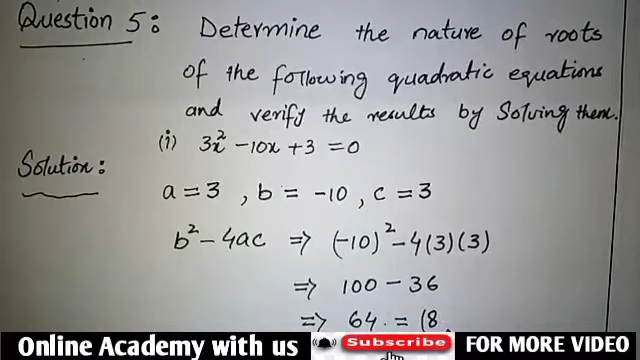 Question 5: Determine the nature of roots
of the following quadratic equations
and verify the results by Solving them.
(i) 3x² -10x +3 =0
Solution:
a = 3 , b = -10 , c = 3
b² - 4ac => (-10)² - 4(3)(3)
=> 100 - 36
=> 64 = (8
Online Academy with us Subscribe FOR MORE VIDEO